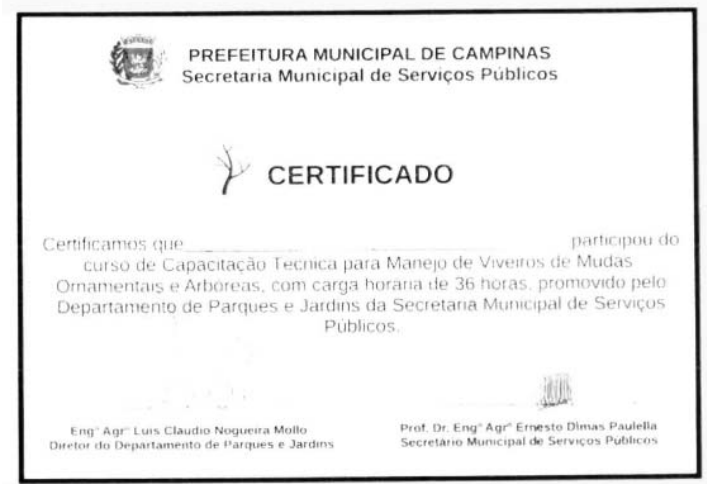 PREFEITURA MUNICIPAL DE CAMPINAS
Secretaria Municipal de Serviços Públicos
CERTIFICADO
Certificamos que participou do
curso de Capacitação Tecnica para Manejo de Viveiros de Mudas
Ornamentais e Arboreas, com carga horaria de 36 horas, promovido pelo
Departamento de Parques e Jardins da Secretaria Municipal de Serviços
Públicos.
Engº Agrº Luis Claudio Nogueira Mollo
Diretor do Departamento de Parques e Jardins
Prof. Dr. Engº Agrº Ernesto Dimas Paulella
Secretário Municipal de Serviços Públicos